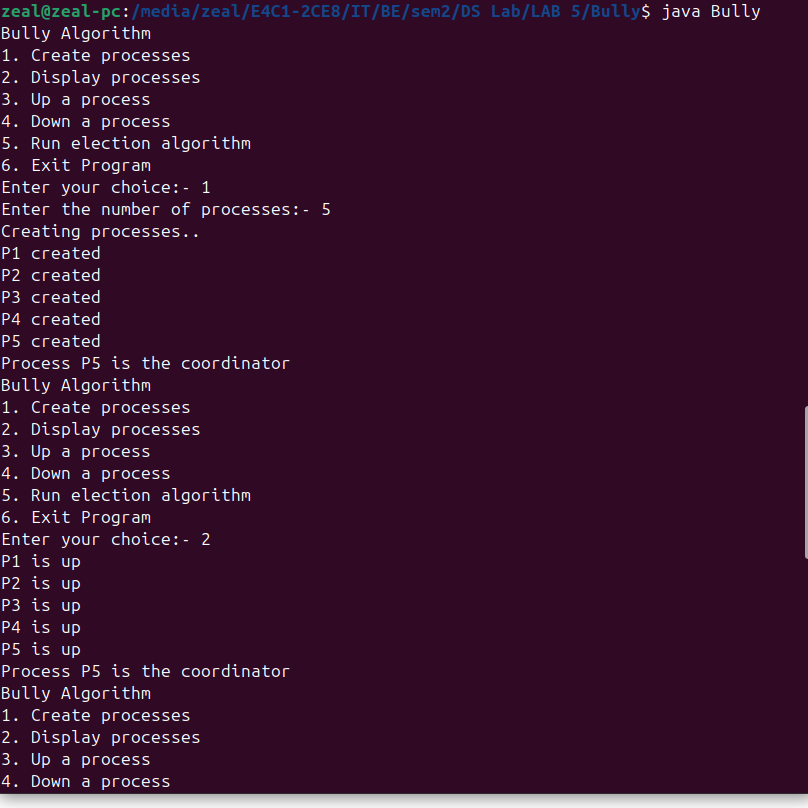 zeal@zeal-pc:/media/zeal/E4C1-2CE8/IT/BE/sem2/DS Lab/LAB 5/Bully$ java Bully
Bully Algorithm
1. Create processes
2. Display processes
3. Up a process
4. Down a process
5. Run election algorithm
6. Exit Program
Enter your choice:- 1
Enter the number of processes:- 5
Creating processes..
P1 created
P2 created
P3 created
P4 created
P5 created
Process P5 is the coordinator
Bully Algorithm
1. Create processes
2. Display processes
3. Up a process
4. Down a process
5. Run election algorithm
6. Exit Program
Enter your choice:- 2
P1 is up
P2 is up
P3 is up
P4 is up
P5 is up
Process P5 is the coordinator
Bully Algorithm
1. Create processes
2. Display processes
3. Up a process
4. Down a process